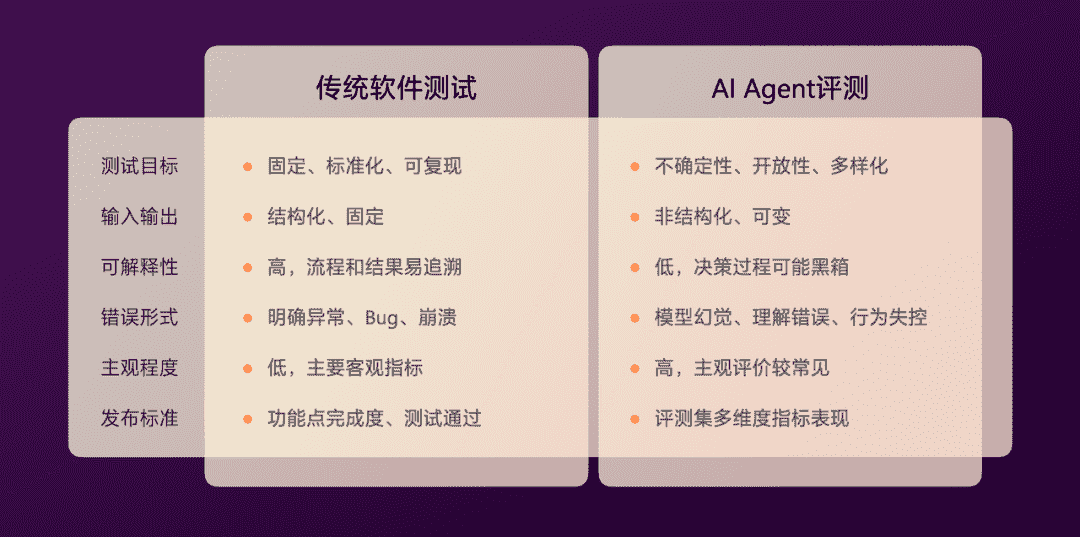 传统软件测试 AI Agent评测
测试目标 固定、标准化、可复现 不确定性、开放性、多样化
输入输出 结构化、固定 非结构化、可变
可解释性 高，流程和结果易追溯 低，决策过程可能黑箱
错误形式 明确异常、Bug、崩溃 模型幻觉、理解错误、行为失控
主观程度 低，主要客观指标 高，主观评价较常见
发布标准 功能点完成度、测试通过 评测集多维度指标表现